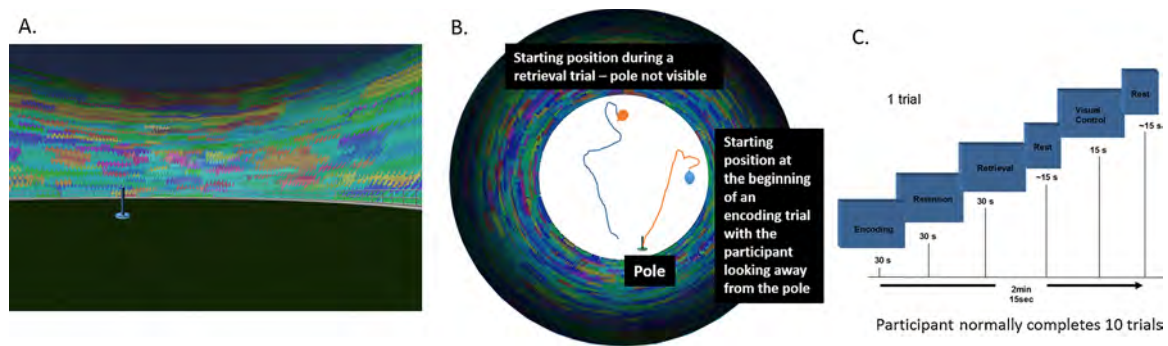 A.
B.
Starting position during a
retrieval trial – pole not visible
Starting
position at
the beginning
of an
encoding trial
with the
participant
looking away
from the pole
Pole
C.
1 trial
Rest
Visual
Control
~15 s.
Rest
15 s
Retrieval
~15 s
Retension
30 s
Encoding
30 s
30 s
2min
15sec
Participant normally completes 10 trials